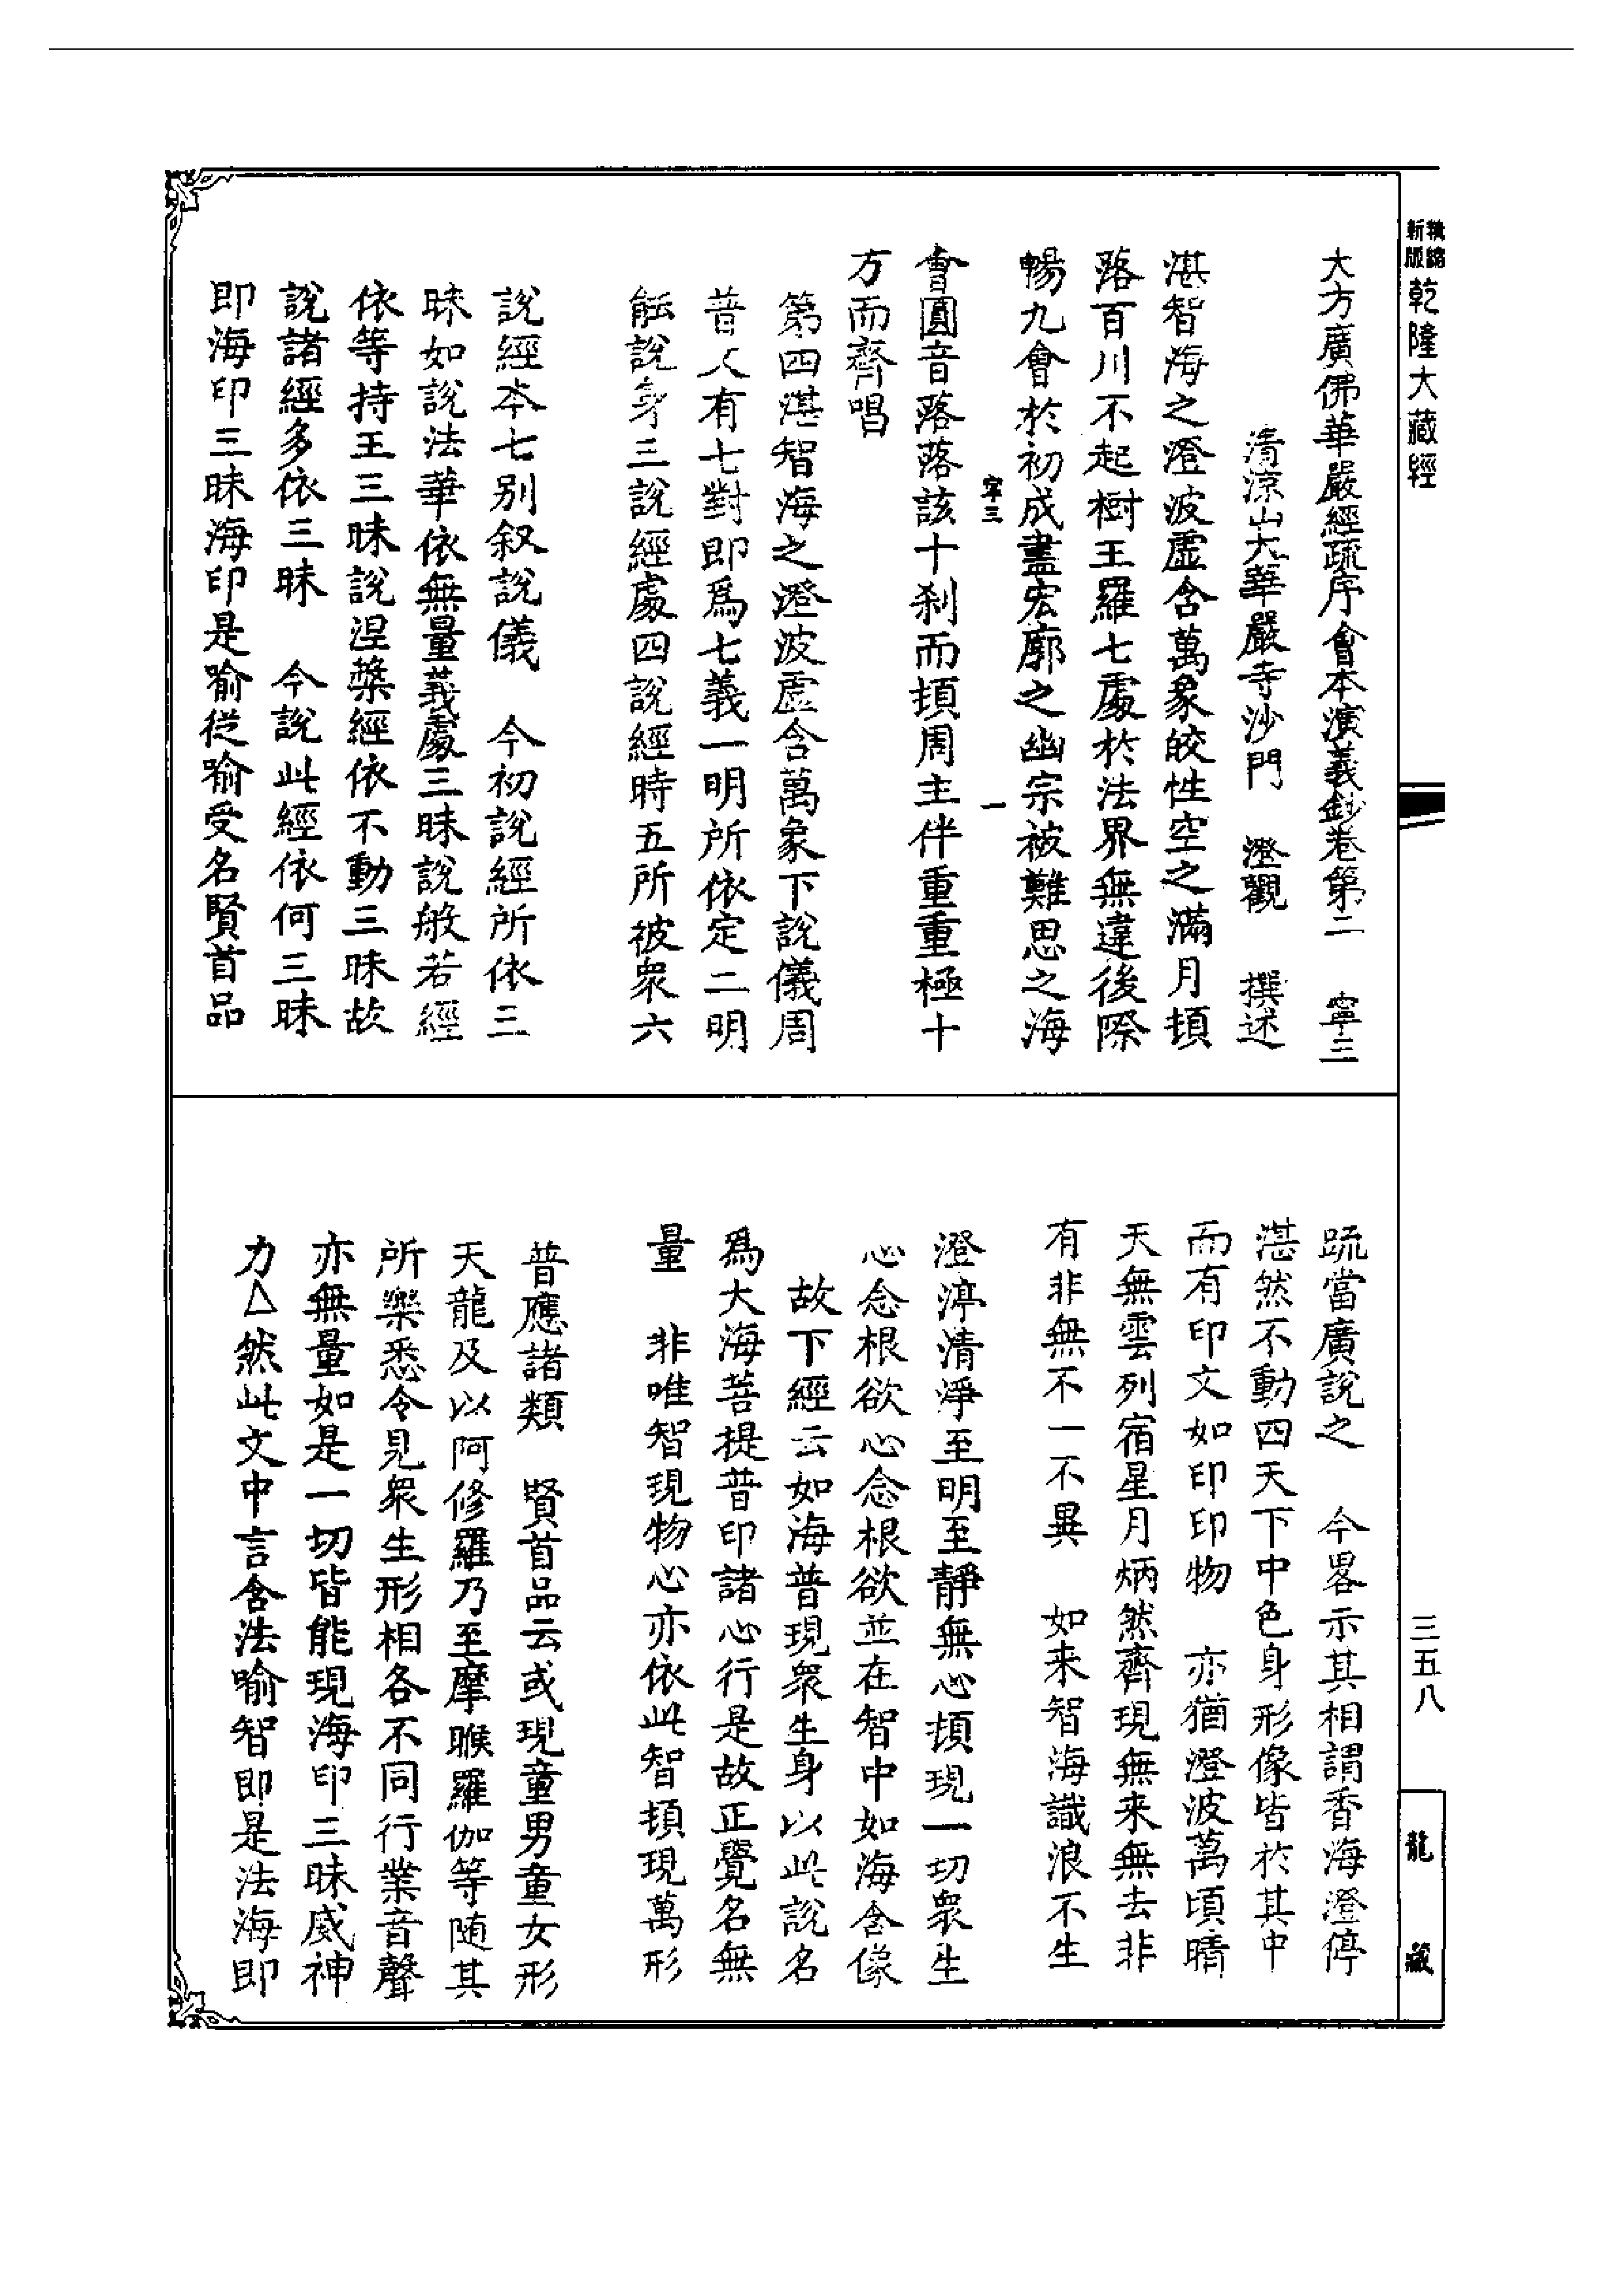 新版
乾隆大藏經
大方廣佛華嚴經疏序會本演義鈔卷第二　寧三
清涼山大華嚴寺沙門　澄觀　撰述
湛智海之澄波虛含萬象皎性空之滿月頓
落百川不起樹王羅七處於法界無違後際
暢九會於初成盡宏廓之幽宗被難思之海
寧三　一
會圓音落落該十刹而頓周主伴重重極十
方而齊唱
第四湛智海之澄波虛含萬象下說儀周
普人有七對即爲七義一明所依定二明
能說身三說經處四說經時五所被衆六
說經本七別叙說儀　今初說經所依三
昧如說法華依無量義處三昧說般若經
依等持王三昧說涅槃經依不動三昧故
說諸經多依三昧　今說此經依何三昧
即海印三昧海印是喻從喻受名賢首品
疏當廣說之　今畧示其相謂香海澄停
湛然不動四天下中色身形像皆於其中
而有印文如印印物　亦猶澄波萬頃晴
天無雲列宿星月炳然齊現無来無去非
有非無不一不異　如来智海識浪不生
澄渟清淨至明至靜無心頓現一切衆生
心念根欲心念根欲並在智中如海含像
故下經云如海普現衆生身以此說名
爲大海菩提普印諸心行是故正覺名無
量　非唯智現物心亦依此智頓現萬形
普應諸類　賢首品云或現童男童女形
天龍及以阿修羅乃至摩睺羅伽等隨其
所樂悉令見衆生形相各不同行業音聲
亦無量如是一切皆能現海印三昧威神
力△然此文中言含法喻智即是法海即
三五八
龍藏